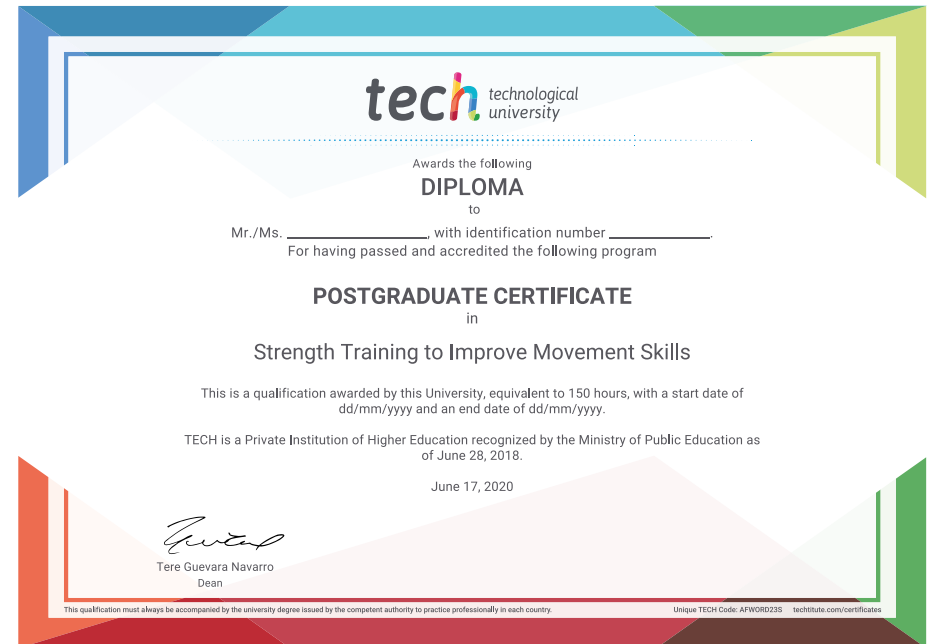 tech technological
university
Awards the following
DIPLOMA
to
Mr./Ms. ____________, with identification number ____________.
For having passed and accredited the following program
POSTGRADUATE CERTIFICATE
in
Strength Training to Improve Movement Skills
This is a qualification awarded by this University, equivalent to 150 hours, with a start date of
dd/mm/yyyy and an end date of dd/mm/yyyy.
TECH is a Private Institution of Higher Education recognized by the Ministry of Public Education as
of June 28, 2018.
June 17, 2020
Tere Guevara Navarro
Dean
This qualification must always be accompanied by the university degree issued by the competent authority to practice professionally in each country. Unique TECH Code: AFWORD23S techtitute.com/certificates